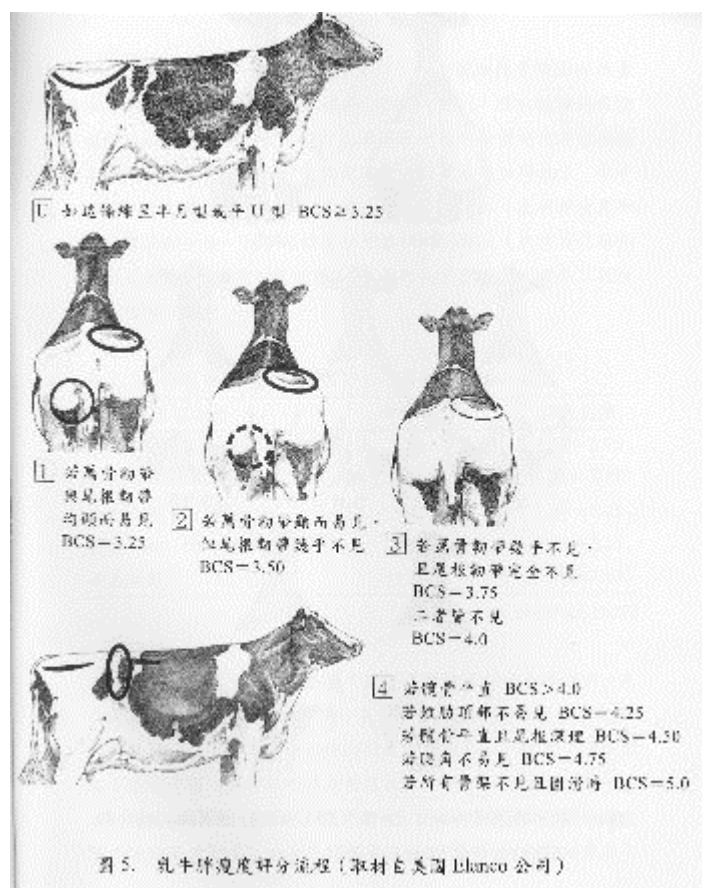 U 如這條線呈半月型或平U型 BCS≥3.25
1 若薦骨韌帶
與尾根韌帶
均顯而易見
BCS=3.25
2 若薦骨韌帶顯而易見,
但尾根韌帶幾乎不見
BCS=3.50
3 若薦骨韌帶幾乎不見,
且尾根韌帶完全不見
BCS=3.75
二者皆不見
BCS=4.0
4 若髖骨平直 BCS>4.0
若短肋頂部不易見 BCS=4.25
若髖骨平直且尾根深埋 BCS=4.50
若腰角不易見 BCS=4.75
若所有骨架不見且圓滑時 BCS=5.0
圖5. 乳牛胖瘦度評分流程(取材自美國Elanco公司)